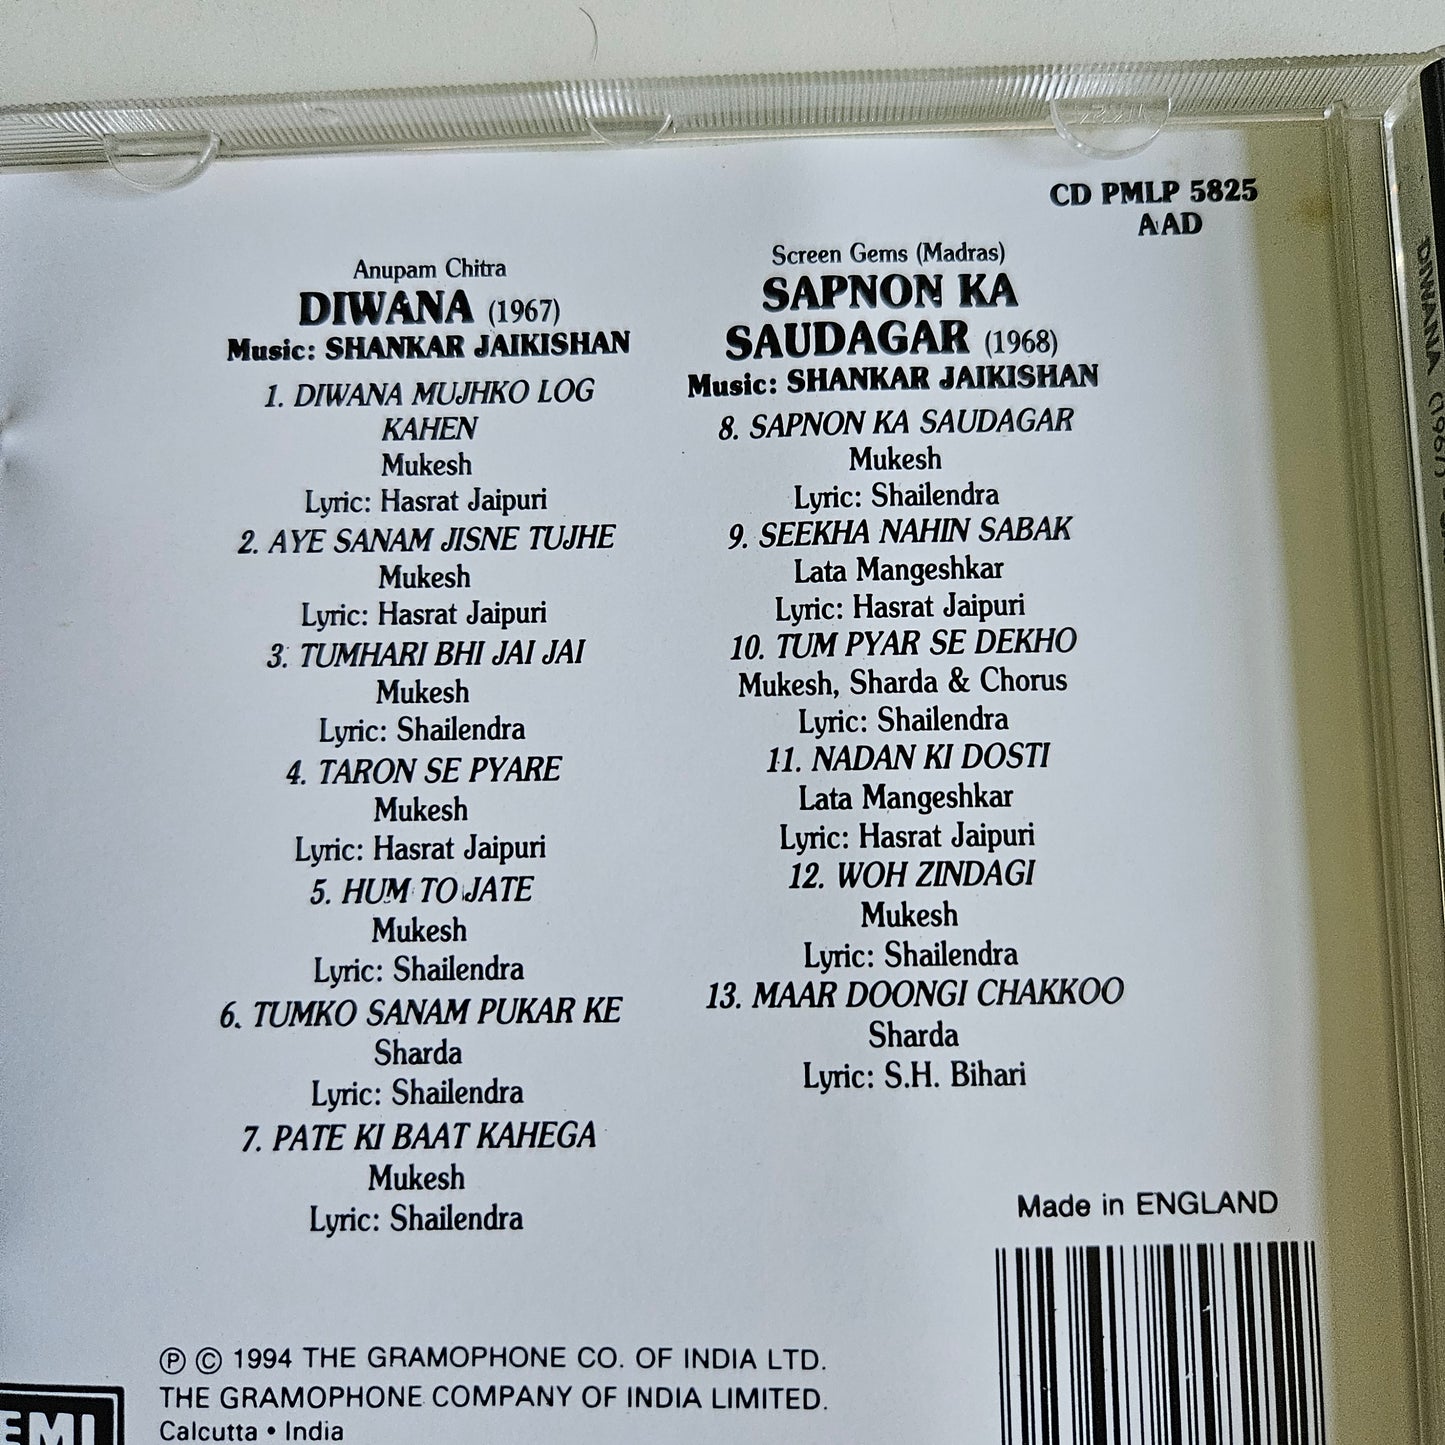 CD PMLP 5825
AAD
Anupam Chitra
DIWANA (1967)
Music: SHANKAR JAIKISHAN
1. DIWANA MUJHKO LOG
KAHEN
Mukesh
Lyric: Hasrat Jaipuri
2. AYE SANAM JISNE TUJHE
Mukesh
Lyric: Hasrat Jaipuri
3. TUMHARI BHI JAI JAI
Mukesh
Lyric: Shailendra
4. TARON SE PYARE
Mukesh
Lyric: Hasrat Jaipuri
5. HUM TO JATE
Mukesh
Lyric: Shailendra
6. TUMKO SANAM PUKAR KE
Sharda
Lyric: Shailendra
7. PATE KI BAAT KAHEGA
Mukesh
Lyric: Shailendra
Screen Gems (Madras)
SAPNON KA
SAUDAGAR (1968)
Music: SHANKAR JAIKISHAN
8. SAPNON KA SAUDAGAR
Mukesh
Lyric: Shailendra
9. SEEKHA NAHIN SABAK
Lata Mangeshkar
Lyric: Hasrat Jaipuri
10. TUM PYAR SE DEKHO
Mukesh, Sharda & Chorus
Lyric: Shailendra
11. NADAN KI DOSTI
Lata Mangeshkar
Lyric: Hasrat Jaipuri
12. WOH ZINDAGI
Mukesh
Lyric: Shailendra
13. MAAR DOONGI CHAKKOO
Sharda
Lyric: S.H. Bihari
Made in ENGLAND
Ⓟ © 1994 THE GRAMOPHONE CO. OF INDIA LTD.
THE GRAMOPHONE COMPANY OF INDIA LIMITED.
Calcutta • India
EMI
DIWANA (1967)